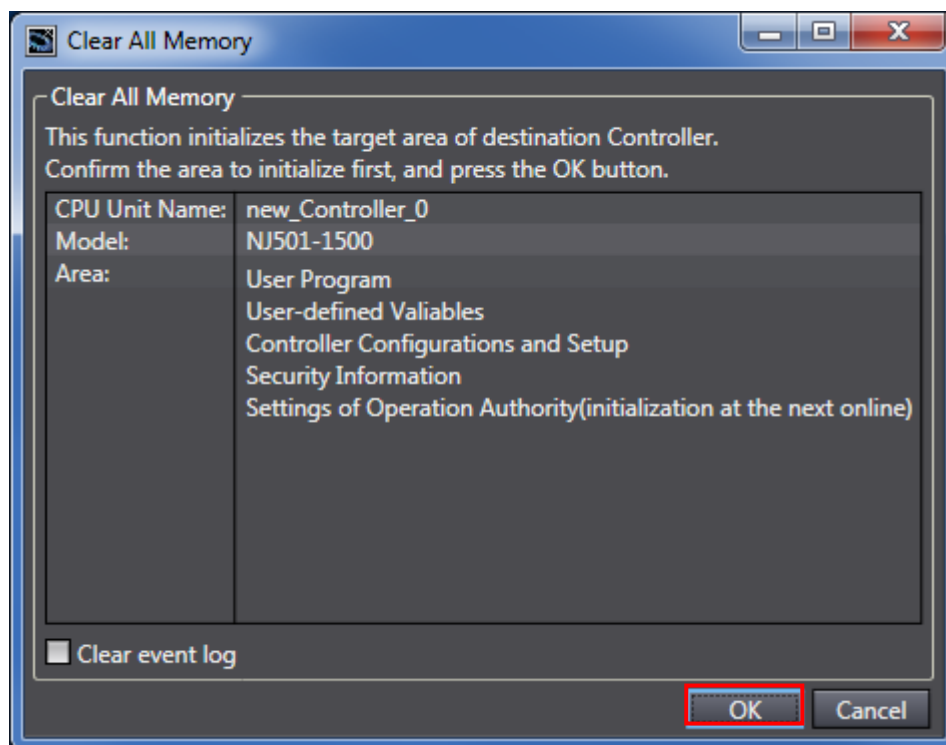 Clear All Memory
Clear All Memory
This function initializes the target area of destination Controller.
Confirm the area to initialize first, and press the OK button.
CPU Unit Name: new_Controller_0
Model: NJ501-1500
Area: User Program
User-defined Valiables
Controller Configurations and Setup
Security Information
Settings of Operation Authority(initialization at the next online)
Clear event log
OK Cancel